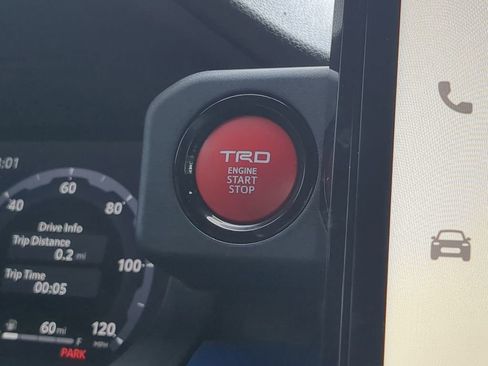 TRD
ENGINE
START
STOP
:01
40
60
80
100
120
MPH
Drive Info
Trip Distance
0.2 mi
Trip Time
00:05
60 mi
F
PARK